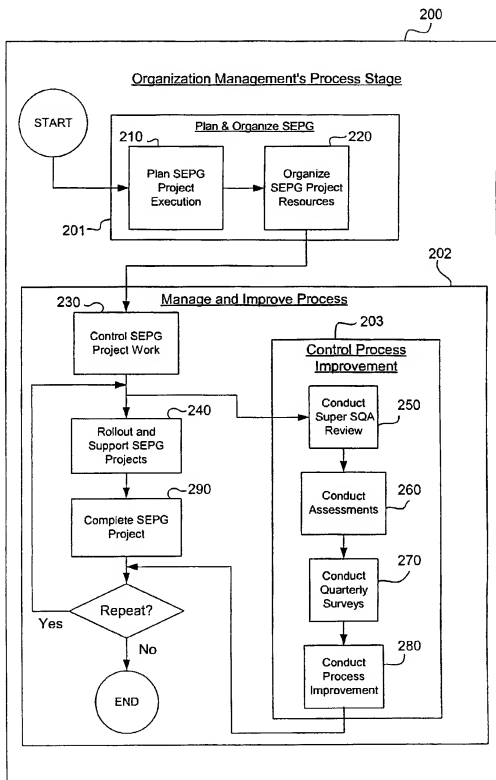 200
Organization Management's Process Stage
START
Plan & Organize SEPG
210
220
Plan SEPG
Project
Execution
Organize
SEPG Project
Resources
201
202
Manage and Improve Process
230
Control SEPG
Project Work
203
Control Process
Improvement
240
Rollout and
Support SEPG
Projects
Conduct
Super SQA
Review
250
290
Complete SEPG
Project
Conduct
Assessments
260
Conduct
Quarterly
Surveys
270
Repeat?
Yes
No
Conduct
Process
Improvement
280
END